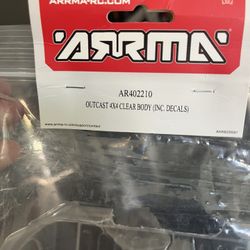 ARRMA-RC.COM
ARRMA
AR402210
OUTCAST 4X4 CLEAR BODY (INC. DECALS)